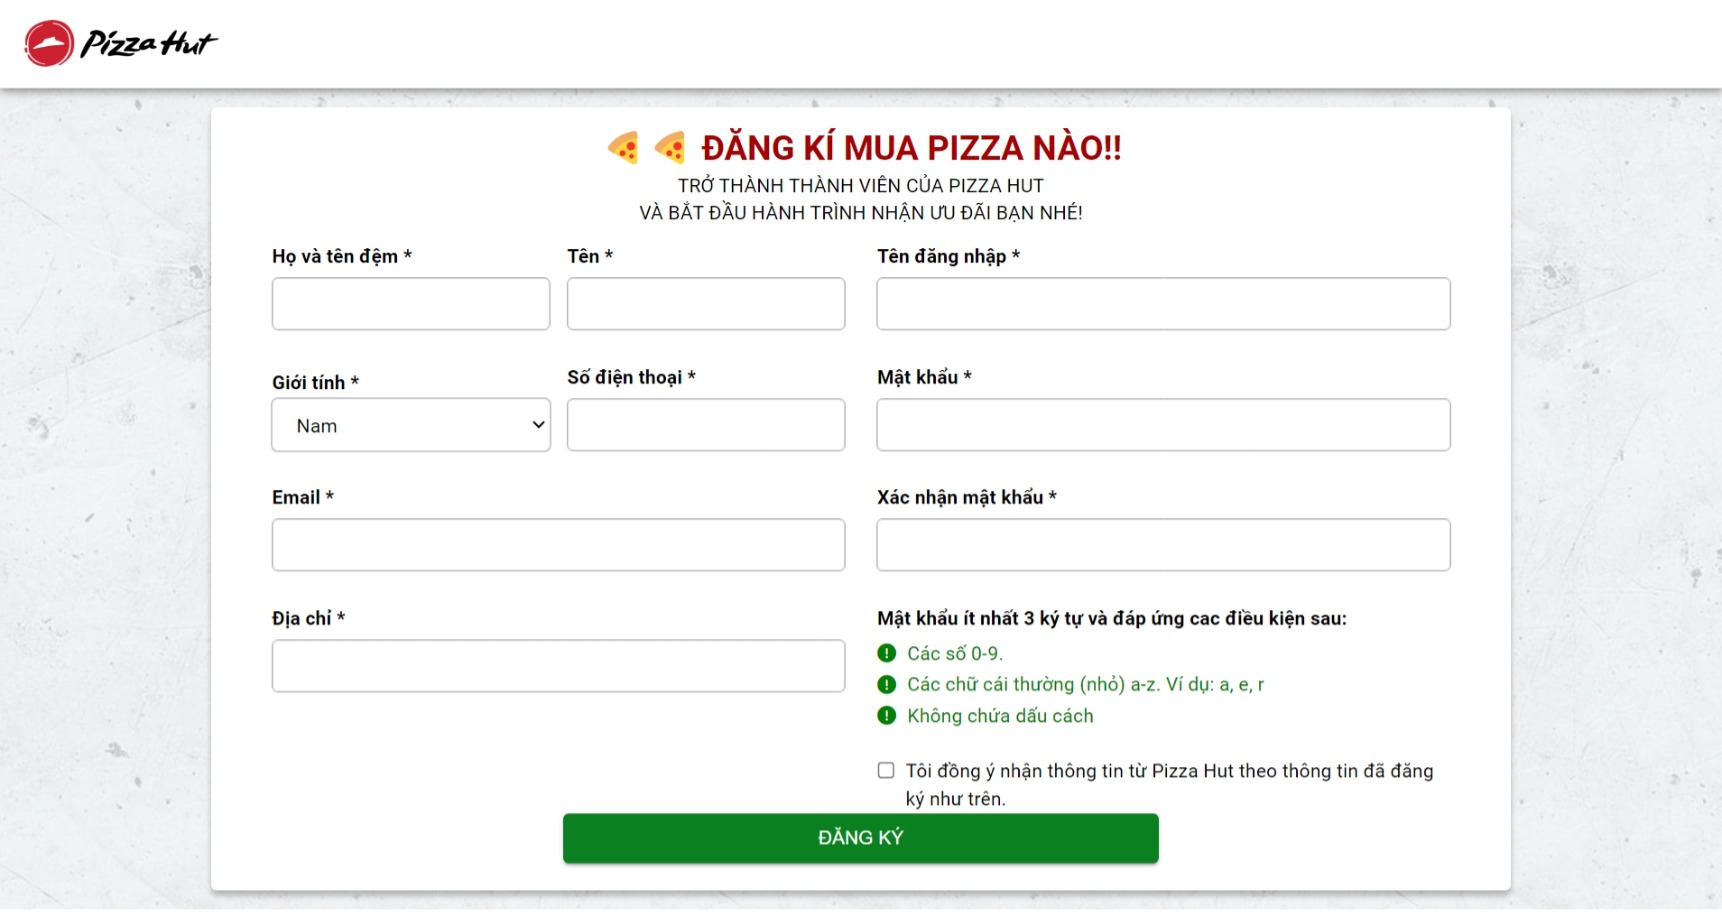 Pizza Hut
ĐĂNG KÍ MUA PIZZA NÀO!!
TRỞ THÀNH THÀNH VIÊN CỦA PIZZA HUT
VÀ BẮT ĐẦU HÀNH TRÌNH NHẬN ƯU ĐÃI BẠN NHÉ!
Họ và tên đệm *
Tên *
Tên đăng nhập *
Giới tính *
Số điện thoại *
Mật khẩu *
Nam
Email *
Xác nhận mật khẩu *
Địa chỉ *
Mật khẩu ít nhất 3 ký tự và đáp ứng cac điều kiện sau:
Các số 0-9.
Các chữ cái thường (nhỏ) a-z. Ví dụ: a, e, r
Không chứa dấu cách
Tôi đồng ý nhận thông tin từ Pizza Hut theo thông tin đã đăng
ký như trên.
ĐĂNG KÝ